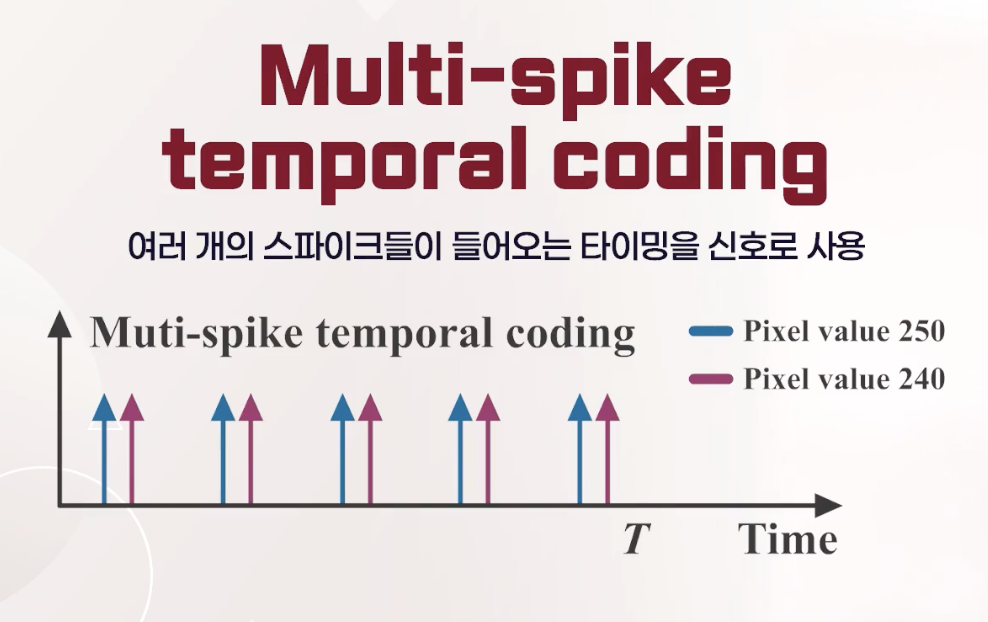 Multi-spike
temporal coding
여러 개의 스파이크들이 들어오는 타이밍을 신호로 사용
Muti-spike temporal coding
Pixel value 250
Pixel value 240
T
Time